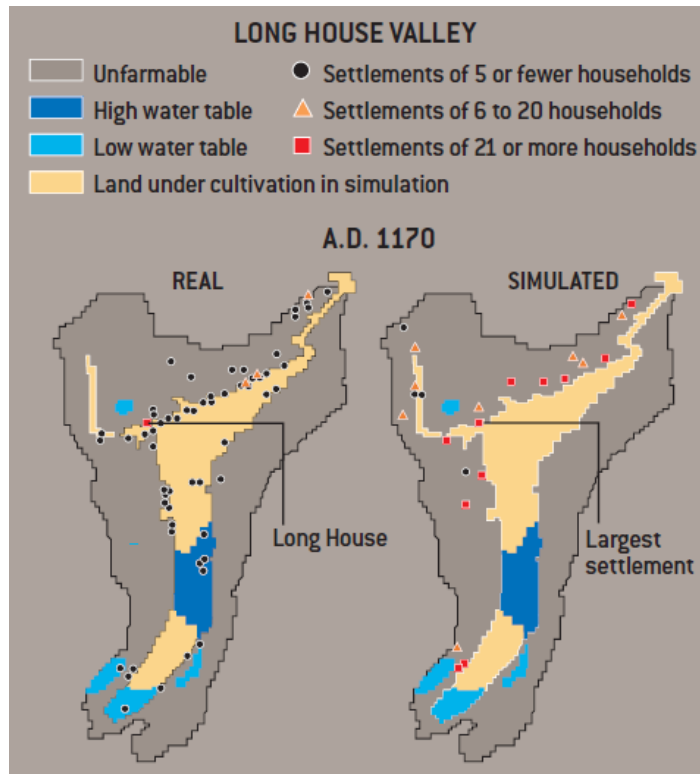 LONG HOUSE VALLEY
Unfarmable
Settlements of 5 or fewer households
High water table
Settlements of 6 to 20 households
Low water table
Settlements of 21 or more households
Land under cultivation in simulation
A.D. 1170
REAL
SIMULATED
Long House
Largest
settlement